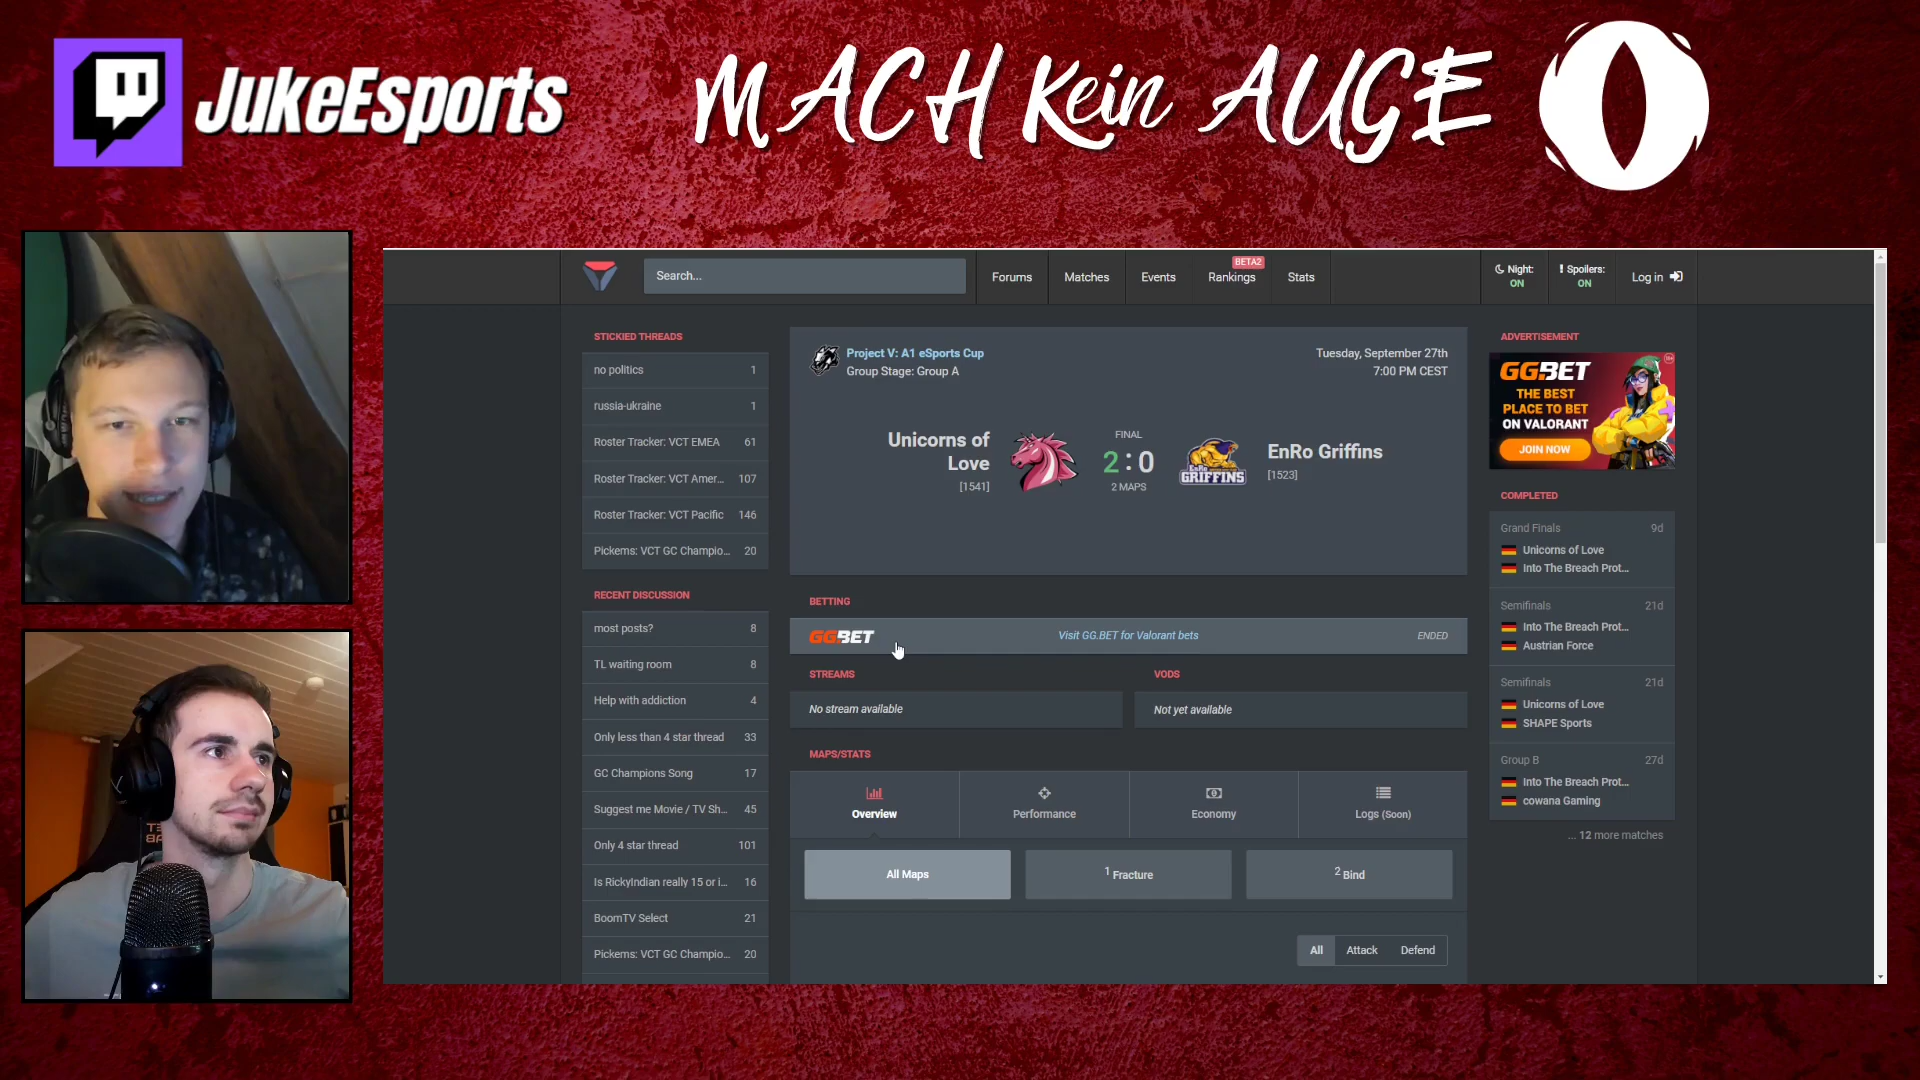 JukeEsports
MACH Kein AUGE
Search...
Forums
Matches
Events
BETA2
Rankings
Stats
Night:
ON
! Spoilers:
ON
Log in
STICKIED THREADS
no politics 1
russia-ukraine 1
Roster Tracker: VCT EMEA 61
Roster Tracker: VCT Amer... 107
Roster Tracker: VCT Pacific 146
Pickems: VCT GC Champio... 20
RECENT DISCUSSION
most posts? 8
TL waiting room 8
Help with addiction 4
Only less than 4 star thread 33
GC Champions Song 17
Suggest me Movie / TV Sh... 45
Only 4 star thread 101
Is RickyIndian really 15 or i... 16
BoomTV Select 21
Pickems: VCT GC Champio... 20
Project V: A1 eSports Cup
Group Stage: Group A
Tuesday, September 27th
7:00 PM CEST
Unicorns of
Love
[1541]
FINAL
2 : 0
2 MAPS
EnRo
GRIFFINS
EnRo Griffins
[1523]
BETTING
GG.BET
Visit GG.BET for Valorant bets
ENDED
STREAMS
No stream available
VODS
Not yet available
MAPS/STATS
Overview
Performance
Economy
Logs (Soon)
All Maps
1 Fracture
2 Bind
All
Attack
Defend
ADVERTISEMENT
GG.BET
THE BEST
PLACE TO BET
ON VALORANT
JOIN NOW
COMPLETED
Grand Finals 9d
Unicorns of Love
Into The Breach Prot...
Semifinals 21d
Into The Breach Prot...
Austrian Force
Semifinals 21d
Unicorns of Love
SHAPE Sports
Group B 27d
Into The Breach Prot...
cowana Gaming
... 12 more matches